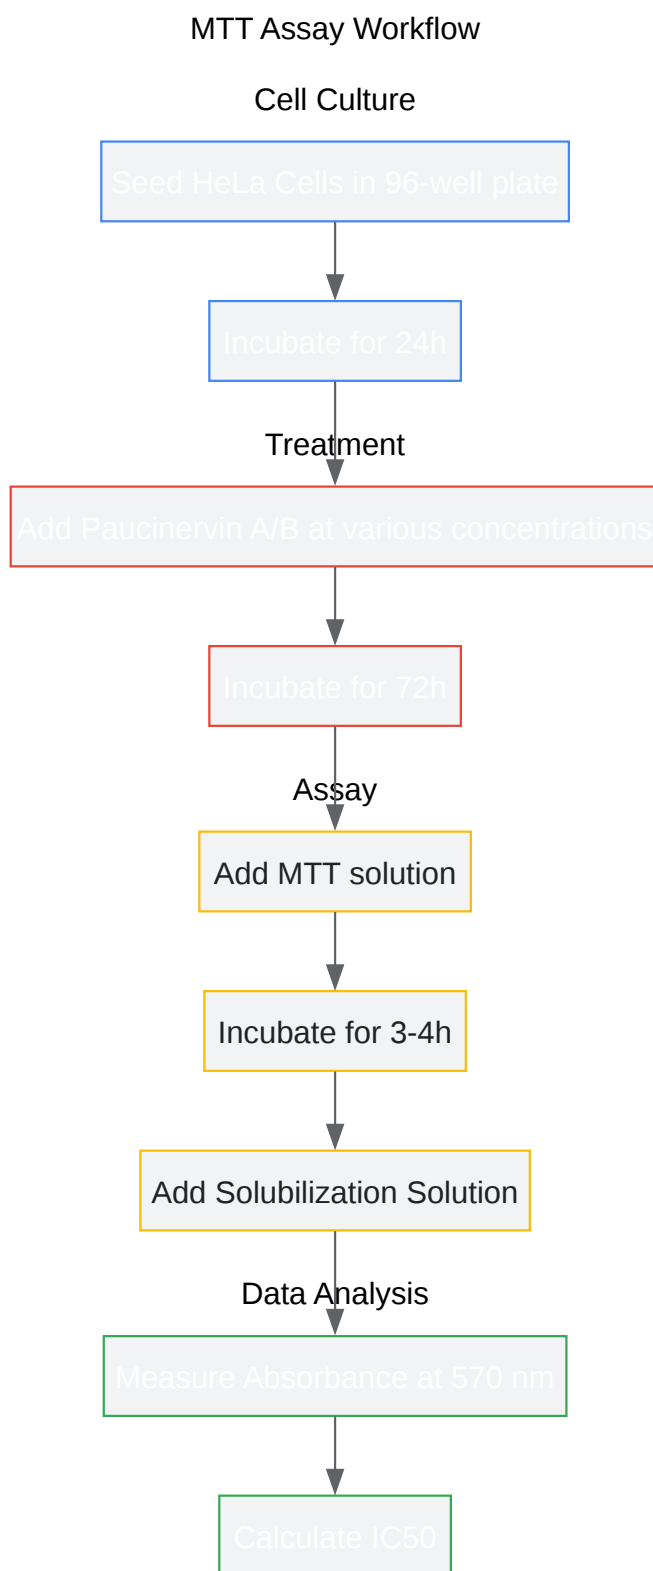 MTT Assay Workflow
Cell Culture
Seed HeLa Cells in 96-well plate
Incubate for 24h
Treatment
Add Paucinervin A/B at various concentrations
Incubate for 72h
Assay
Add MTT solution
Incubate for 3-4h
Add Solubilization Solution
Data Analysis
Measure Absorbance at 570 nm
Calculate IC50